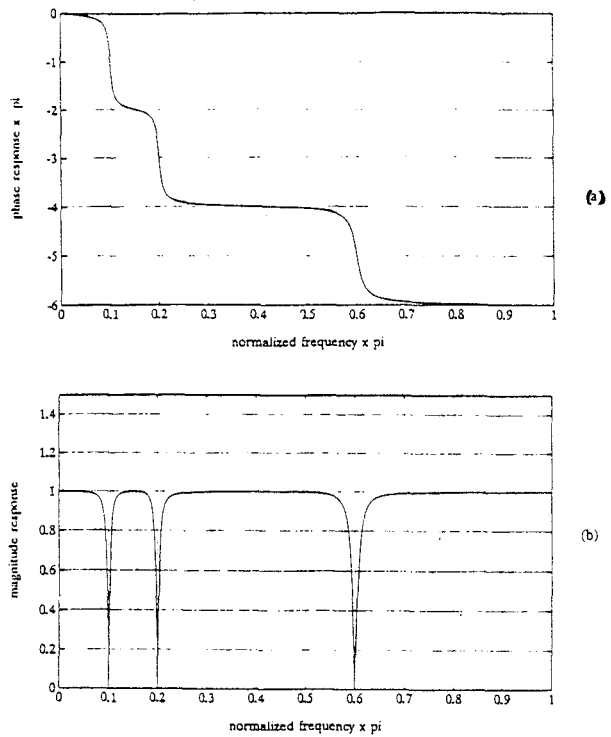 0
-1
-2
-3
-4
-5
-6
phase response x pi
0 0.1 0.2 0.3 0.4 0.5 0.6 0.7 0.8 0.9 1
normalized frequency x pi
(a)
1.4
1.2
1
0.8
0.6
0.4
0.2
0
magnitude response
0 0.1 0.2 0.3 0.4 0.5 0.6 0.7 0.8 0.9 1
normalized frequency x pi
(b)